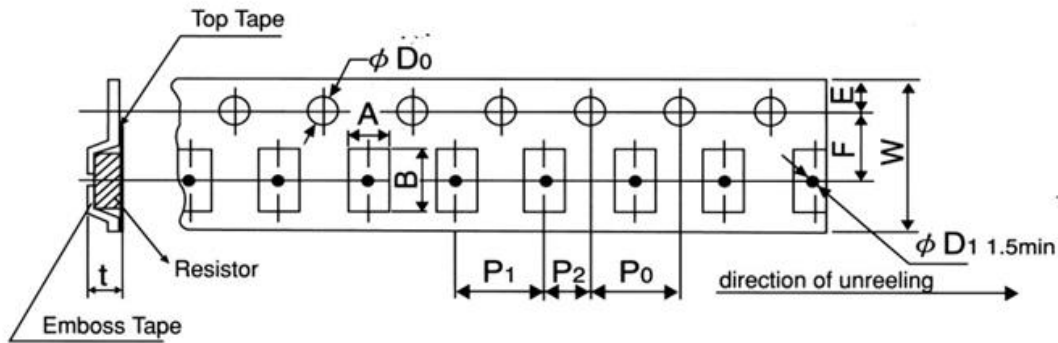 Top Tape
φ D0
A
B
E
F
W
φ D1 1.5min
t
Resistor
P1
P2
P0
direction of unreeling
Emboss Tape